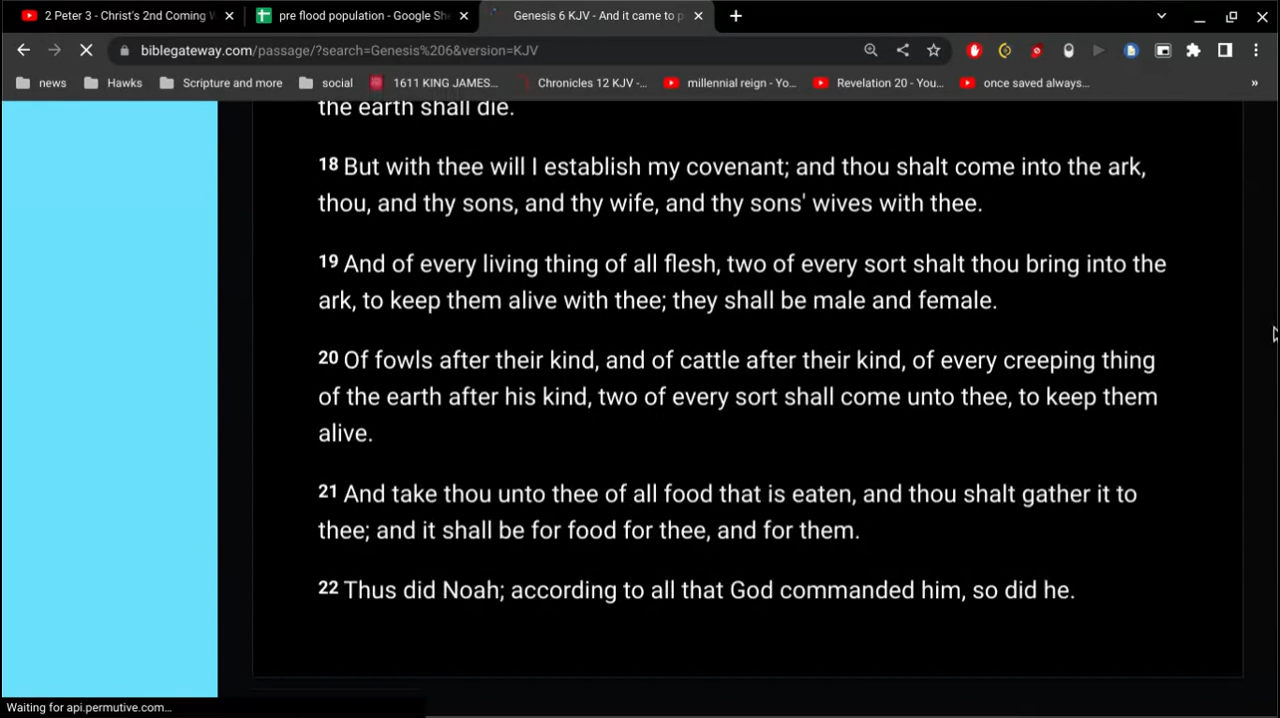 2 Peter 3 - Christ's 2nd Coming
pre flood population - Google She
Genesis 6 KJV - And it came to p
biblegateway.com/passage/?search=Genesis%206&version=KJV
news
Hawks
Scripture and more
social
1611 KING JAMES...
Chronicles 12 KJV -...
millennial reign - Yo...
Revelation 20 - You...
once saved always...
»
the earth shall die.
18 But with thee will I establish my covenant; and thou shalt come into the ark,
thou, and thy sons, and thy wife, and thy sons' wives with thee.
19 And of every living thing of all flesh, two of every sort shalt thou bring into the
ark, to keep them alive with thee; they shall be male and female.
20 Of fowls after their kind, and of cattle after their kind, of every creeping thing
of the earth after his kind, two of every sort shall come unto thee, to keep them
alive.
21 And take thou unto thee of all food that is eaten, and thou shalt gather it to
thee; and it shall be for food for thee, and for them.
22 Thus did Noah; according to all that God commanded him, so did he.
Waiting for api.permutive.com...